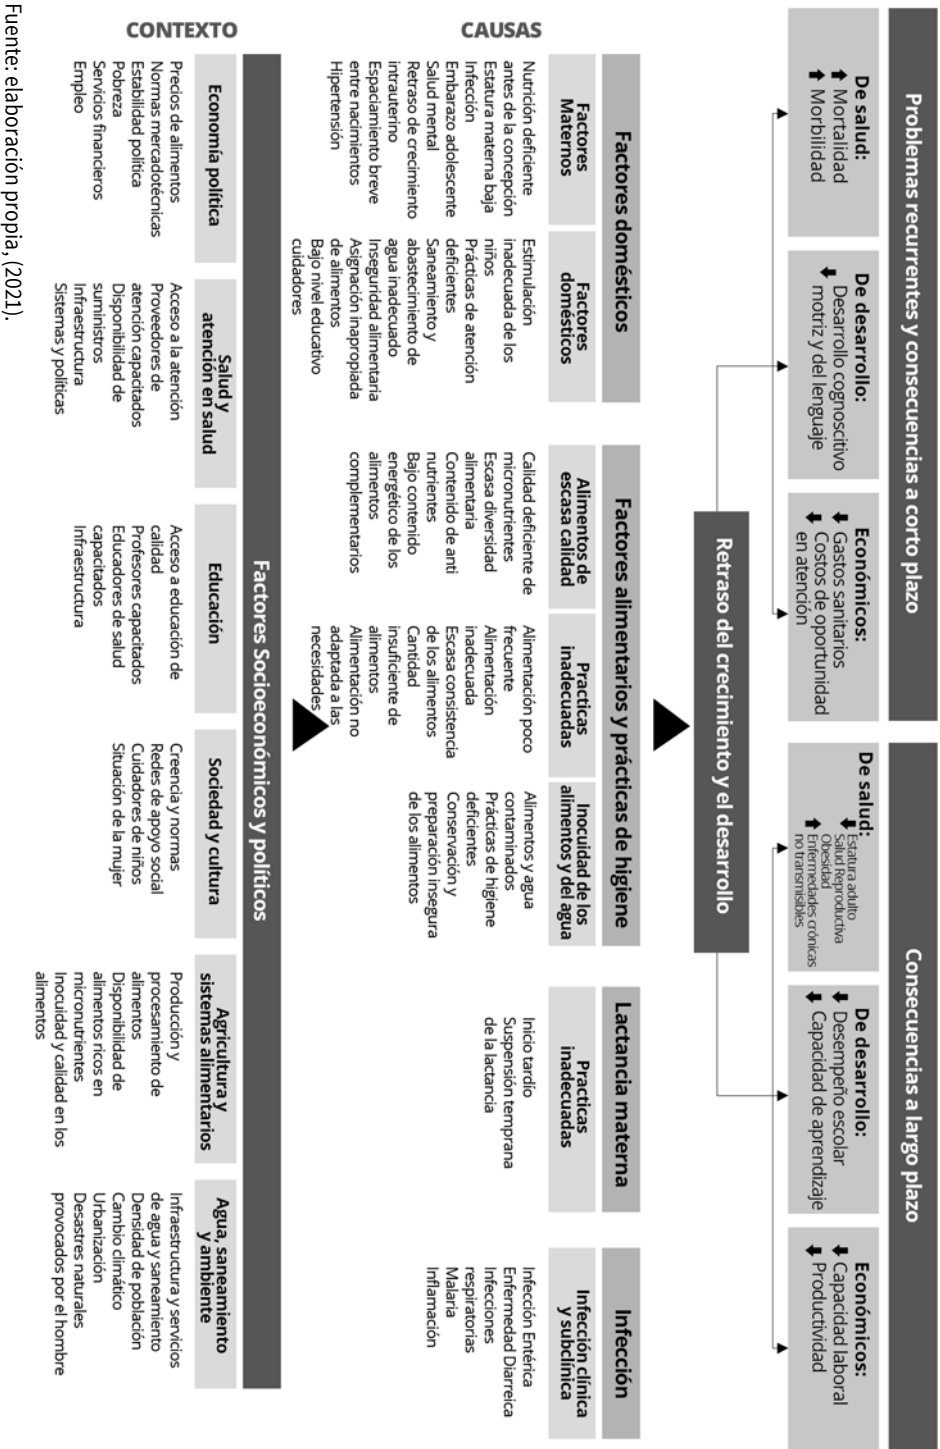 Problemas recurrentes y consecuencias a corto plazo
De salud:
Mortalidad
Morbilidad
De desarrollo:
Desarrollo cognoscitivo
motriz y del lenguaje
Económicos:
Gastos sanitarios
Costos de oportunidad
en atención
Consecuencias a largo plazo
De salud:
Estatura adulto
Salud Reproductiva
Obesidad
Enfermedades crónicas
no transmisibles
De desarrollo:
Desempeño escolar
Capacidad de aprendizaje
Económicos:
Capacidad laboral
Productividad
Retraso del crecimiento y el desarrollo
CAUSAS
Factores domésticos
Factores
Maternos
Nutrición deficiente
antes de la concepción
Estatura materna baja
Infección
Embarazo adolescente
Salud mental
Retraso de crecimiento
intrauterino
Espaciamiento breve
entre nacimientos
Hipertensión
Factores
domésticos
Estimulación
inadecuada de los
niños
Prácticas de atención
deficientes
Saneamiento y
abastecimiento de
agua inadecuado
Inseguridad alimentaria
Asignación inapropiada
de alimentos
Bajo nivel educativo
cuidadores
Factores alimentarios y prácticas de higiene
Alimentos de
escasa calidad
Calidad deficiente de
micronutrientes
Escasa diversidad
alimentaria
Contenido de anti
nutrientes
Bajo contenido
energético de los
alimentos
complementarios
Practicas
inadecuadas
Alimentación poco
frecuente
Alimentación
inadecuada
Escasa consistencia
de los alimentos
Cantidad
insuficiente de
alimentos
Alimentación no
adaptada a las
necesidades
Inocuidad de los
alimentos y del agua
Alimentos y agua
contaminados
Prácticas de higiene
deficientes
Conservación y
preparación insegura
de los alimentos
Lactancia materna
Practicas
inadecuadas
Inicio tardío
Suspensión temprana
de la lactancia
Infección
Infección clínica
y subclínica
Infección Entérica
Enfermedad Diarreica
Infecciones
respiratorias
Malaria
Inflamación
CONTEXTO
Factores Socioeconómicos y políticos
Economía política
Precios de alimentos
Normas mercadotécnicas
Estabilidad política
Pobreza
Servicios financieros
Empleo
Salud y
atención en salud
Acceso a la atención
Proveedores de
atención capacitados
Disponibilidad de
suministros
Infraestructura
Sistemas y políticas
Educación
Acceso a educación de
calidad
Profesores capacitados
Educadores de salud
capacitados
Infraestructura
Sociedad y cultura
Creencia y normas
Redes de apoyo social
Cuidadores de niños
Situación de la mujer
Agricultura y
sistemas alimentarios
Producción y
procesamiento de
alimentos
Disponibilidad de
alimentos ricos en
micronutrientes
Inocuidad y calidad en los
alimentos
Agua, saneamiento
y ambiente
Infraestructura y servicios
de agua y saneamiento
Densidad de población
Cambio climático
Urbanización
Desastres naturales
provocados por el hombre
Fuente: elaboración propia, (2021).